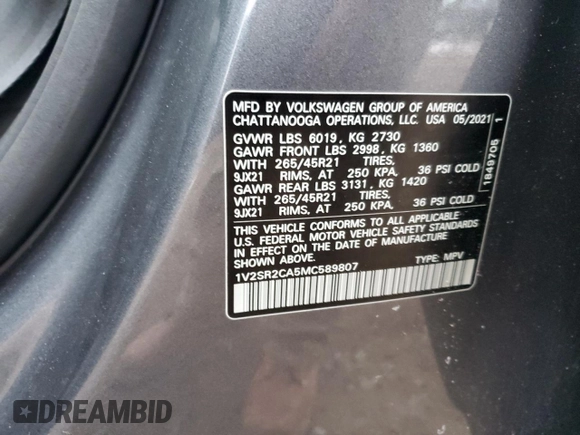 MFD BY VOLKSWAGEN GROUP OF AMERICA
CHATTANOOGA OPERATIONS, LLC. USA 05/2021
GVWR LBS 6019, KG 2730
GAWR FRONT LBS 2998, KG 1360
WITH 265/45R21 TIRES,
9JX21 RIMS, AT 250 KPA. 36 PSI COLD
GAWR REAR LBS 3131, KG 1420
WITH 265/45R21 TIRES,
9JX21 RIMS, AT 250 KPA. 36 PSI COLD
THIS VEHICLE CONFORMS TO ALL APPLICABLE
U.S. FEDERAL MOTOR VEHICLE SAFETY STANDARDS
IN EFFECT ON THE DATE OF MANUFACTURE
SHOWN ABOVE.
1V2SR2CA5MC589807 TYPE: MPV
1849705 1
DREAMBID